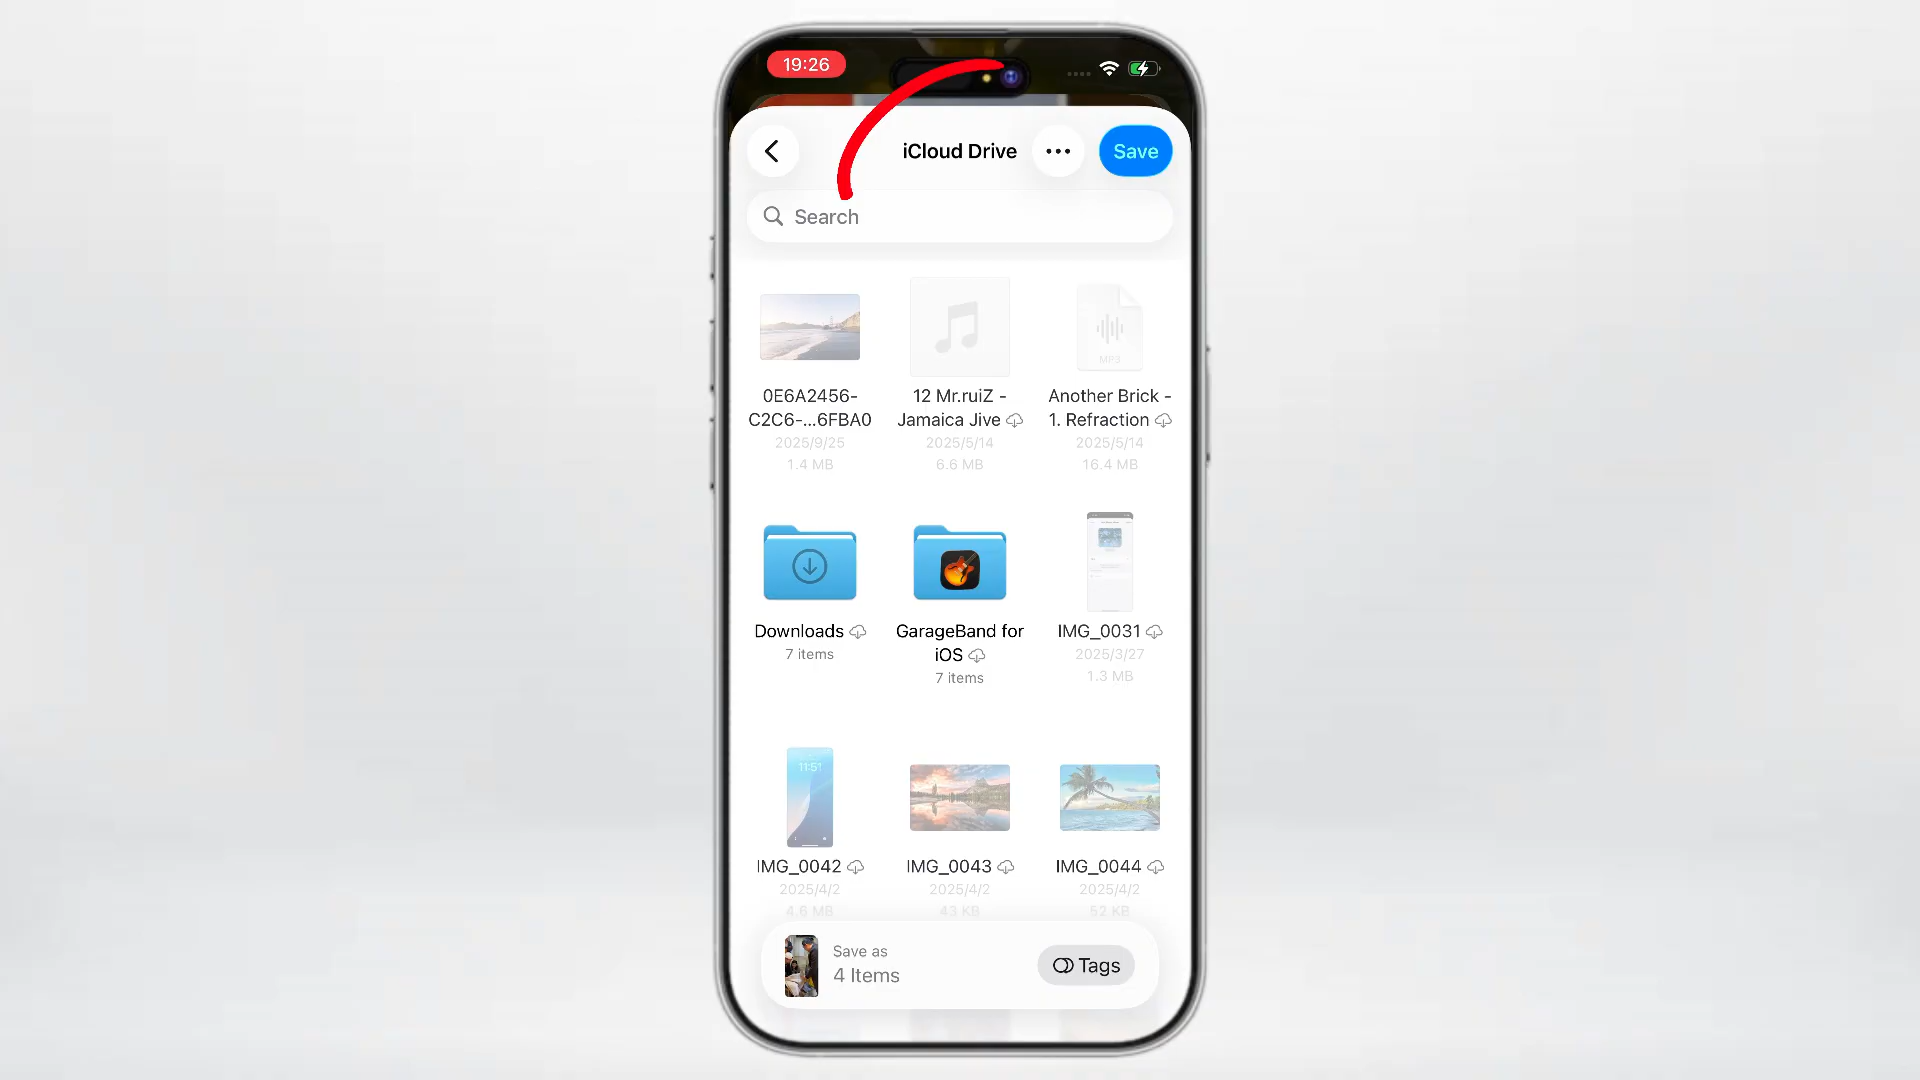 19:26
iCloud Drive
Save
Search
MP3
0E6A2456-
C2C6-...6FBA0
2025/9/25
1.4 MB
12 Mr.ruiZ -
Jamaica Jive
2025/5/14
6.6 MB
Another Brick -
1. Refraction
2025/5/14
16.4 MB
Downloads
7 items
GarageBand for
iOS
7 items
IMG_0031
2025/3/27
1.3 MB
11:51
IMG_0042
2025/4/2
4.6 MB
IMG_0043
2025/4/2
43 KB
IMG_0044
2025/4/2
52 KB
Save as
4 Items
Tags